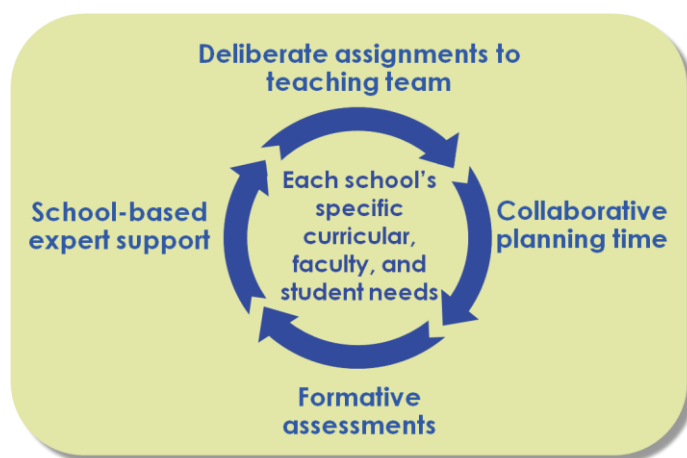 Deliberate assignments to
teaching team
Each school’s
specific
curricular,
faculty, and
student needs
School-based
expert support
Collaborative
planning time
Formative
assessments